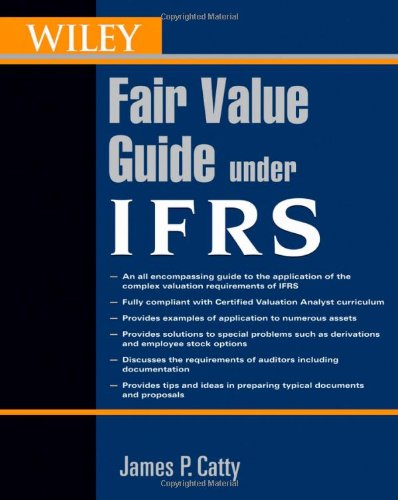 WILEY
Fair Value
Guide under
IFRS
— An all encompassing guide to the application of the
complex valuation requirements of IFRS
— Fully compliant with Certified Valuation Analyst curriculum
— Provides examples of application to numerous assets
— Provides solutions to special problems such as derivations
and employee stock options
— Discusses the requirements of auditors including
documentation
— Provides tips and ideas in preparing typical documents
and proposals
James P. Catty